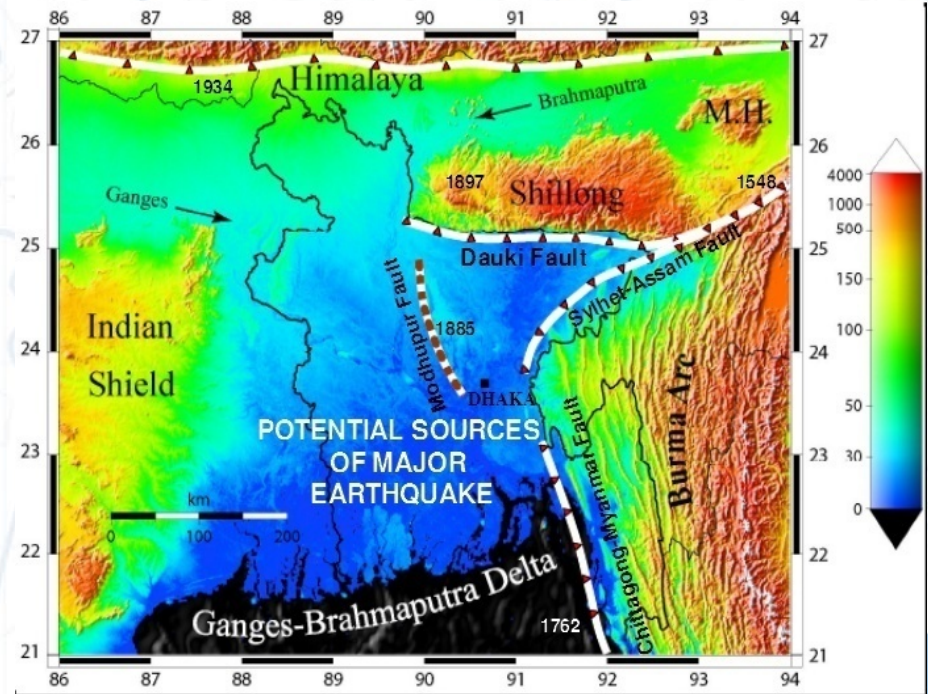 86 87 88 89 90 91 92 93 94
27 27
Himalaya
1934
Brahmaputra
M.H.
26 26
4000
1000
500
150
100
50
30
0
1897
Shillong
1548
Ganges
25 25
Dauki Fault
Sylhet-Assam Fault
Modhupur Fault
1885
Indian
Shield
24 24
DHAKA
Burma Arc
POTENTIAL SOURCES
OF MAJOR
EARTHQUAKE
23 23
Chittagong Myanmar Fault
km
0 100 200
22 22
Ganges-Brahmaputra Delta
1762
21 21
86 87 88 89 90 91 92 93 94